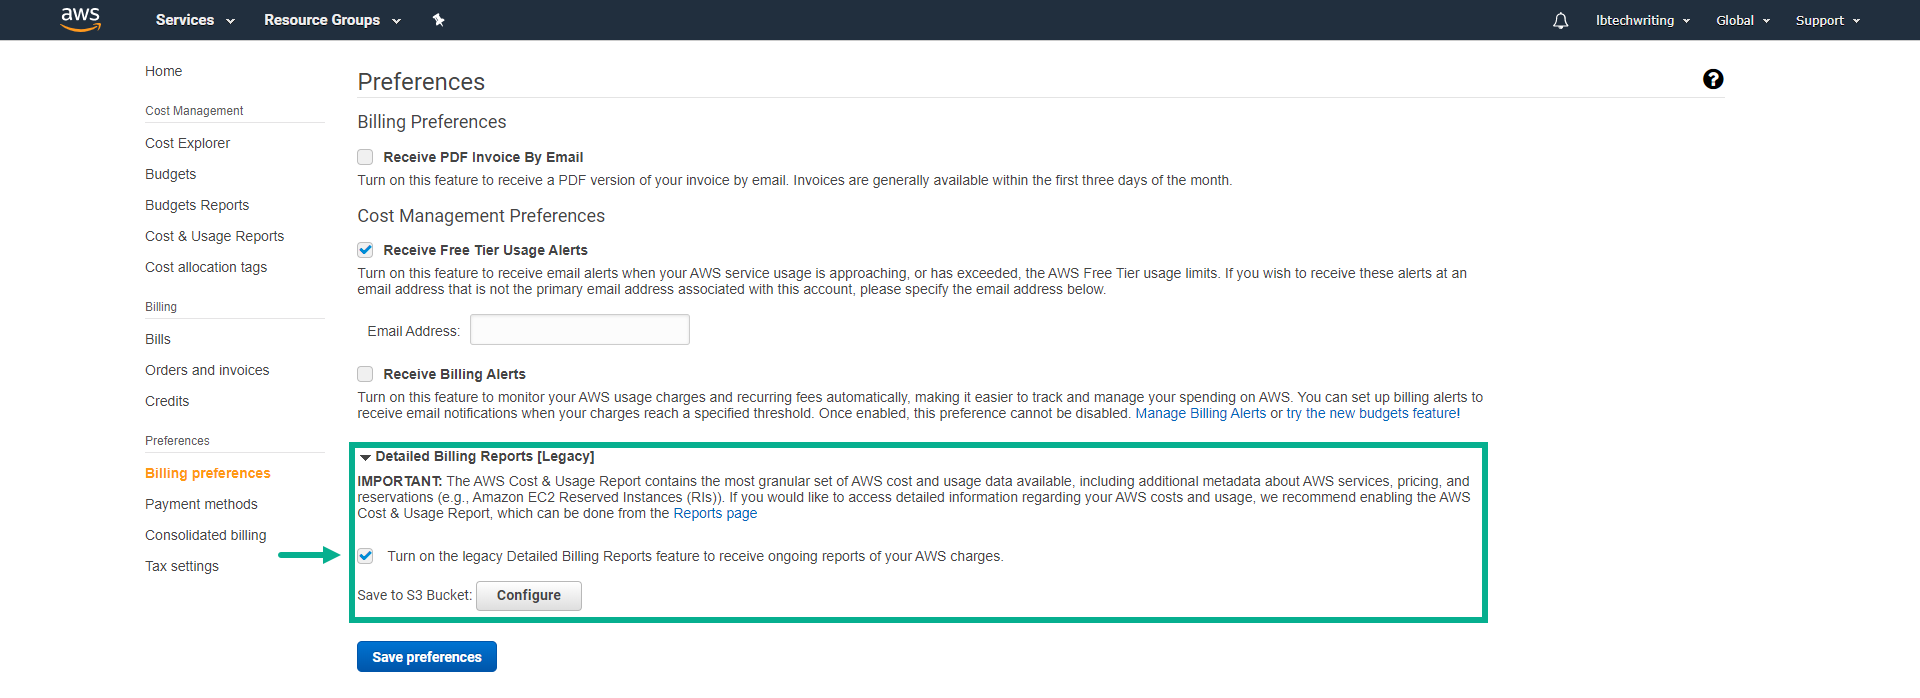 aws Services Resource Groups lbtechwriting Global Support
Home
Cost Management
Cost Explorer
Budgets
Budgets Reports
Cost & Usage Reports
Cost allocation tags
Billing
Bills
Orders and invoices
Credits
Preferences
Billing preferences
Payment methods
Consolidated billing
Tax settings
Preferences
?
Billing Preferences
Receive PDF Invoice By Email
Turn on this feature to receive a PDF version of your invoice by email. Invoices are generally available within the first three days of the month.
Cost Management Preferences
Receive Free Tier Usage Alerts
Turn on this feature to receive email alerts when your AWS service usage is approaching, or has exceeded, the AWS Free Tier usage limits. If you wish to receive these alerts at an
email address that is not the primary email address associated with this account, please specify the email address below.
Email Address:
Receive Billing Alerts
Turn on this feature to monitor your AWS usage charges and recurring fees automatically, making it easier to track and manage your spending on AWS. You can set up billing alerts to
receive email notifications when your charges reach a specified threshold. Once enabled, this preference cannot be disabled. Manage Billing Alerts or try the new budgets feature!
Detailed Billing Reports [Legacy]
IMPORTANT: The AWS Cost & Usage Report contains the most granular set of AWS cost and usage data available, including additional metadata about AWS services, pricing, and
reservations (e.g., Amazon EC2 Reserved Instances (RIs)). If you would like to access detailed information regarding your AWS costs and usage, we recommend enabling the AWS
Cost & Usage Report, which can be done from the Reports page
Turn on the legacy Detailed Billing Reports feature to receive ongoing reports of your AWS charges.
Save to S3 Bucket: Configure
Save preferences